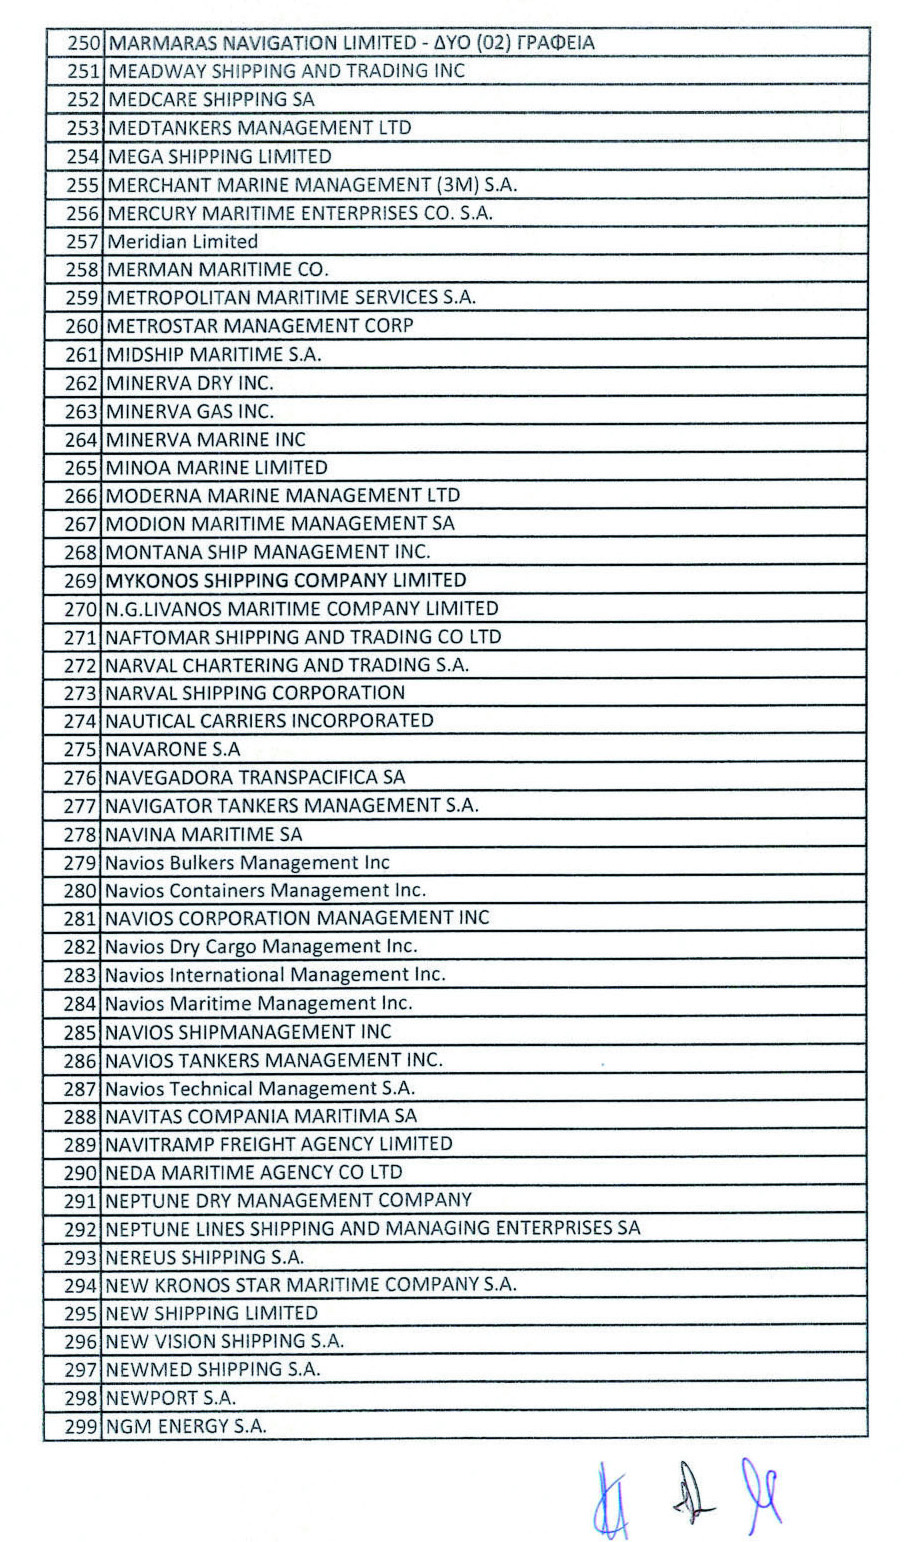 250 MARMARAS NAVIGATION LIMITED - ΔΥΟ (02) ΓΡΑΦΕΙΑ
251 MEADWAY SHIPPING AND TRADING INC
252 MEDCARE SHIPPING SA
253 MEDTANKERS MANAGEMENT LTD
254 MEGA SHIPPING LIMITED
255 MERCHANT MARINE MANAGEMENT (3M) S.A.
256 MERCURY MARITIME ENTERPRISES CO. S.A.
257 Meridian Limited
258 MERMAN MARITIME CO.
259 METROPOLITAN MARITIME SERVICES S.A.
260 METROSTAR MANAGEMENT CORP
261 MIDSHIP MARITIME S.A.
262 MINERVA DRY INC.
263 MINERVA GAS INC.
264 MINERVA MARINE INC
265 MINOA MARINE LIMITED
266 MODERNA MARINE MANAGEMENT LTD
267 MODION MARITIME MANAGEMENT SA
268 MONTANA SHIP MANAGEMENT INC.
269 MYKONOS SHIPPING COMPANY LIMITED
270 N.G.LIVANOS MARITIME COMPANY LIMITED
271 NAFTOMAR SHIPPING AND TRADING CO LTD
272 NARVAL CHARTERING AND TRADING S.A.
273 NARVAL SHIPPING CORPORATION
274 NAUTICAL CARRIERS INCORPORATED
275 NAVARONE S.A
276 NAVEGADORA TRANSPACIFICA SA
277 NAVIGATOR TANKERS MANAGEMENT S.A.
278 NAVINA MARITIME SA
279 Navios Bulkers Management Inc
280 Navios Containers Management Inc.
281 NAVIOS CORPORATION MANAGEMENT INC
282 Navios Dry Cargo Management Inc.
283 Navios International Management Inc.
284 Navios Maritime Management Inc.
285 NAVIOS SHIPMANAGEMENT INC
286 NAVIOS TANKERS MANAGEMENT INC.
287 Navios Technical Management S.A.
288 NAVITAS COMPANIA MARITIMA SA
289 NAVITRAMP FREIGHT AGENCY LIMITED
290 NEDA MARITIME AGENCY CO LTD
291 NEPTUNE DRY MANAGEMENT COMPANY
292 NEPTUNE LINES SHIPPING AND MANAGING ENTERPRISES SA
293 NEREUS SHIPPING S.A.
294 NEW KRONOS STAR MARITIME COMPANY S.A.
295 NEW SHIPPING LIMITED
296 NEW VISION SHIPPING S.A.
297 NEWMED SHIPPING S.A.
298 NEWPORT S.A.
299 NGM ENERGY S.A.